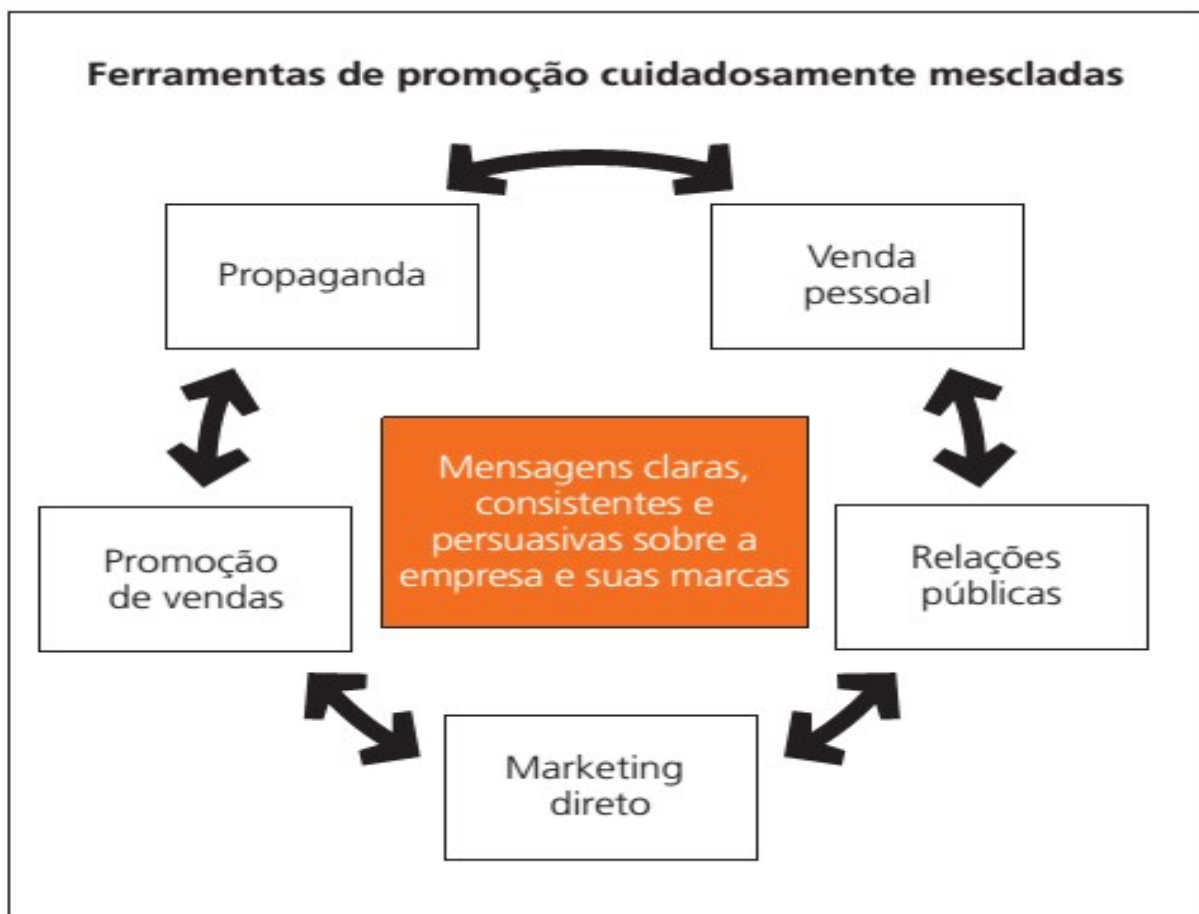 Ferramentas de promoção cuidadosamente mescladas
Propaganda
Venda
pessoal
Mensagens claras,
consistentes e
persuasivas sobre a
empresa e suas marcas
Promoção
de vendas
Relações
públicas
Marketing
direto